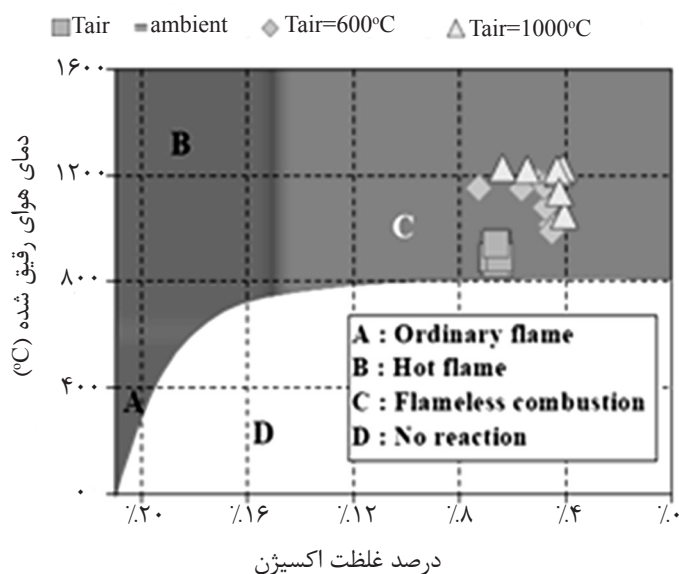 Tair = ambient Tair=600°C Tair=1000°C
۱۶۰۰
۱۲۰۰
۸۰۰
۴۰۰
۰
دمای هوای رقیق شده (°C)
B
C
A
D
A : Ordinary flame
B : Hot flame
C : Flameless combustion
D : No reaction
٪۲۰ ٪۱۶ ٪۱۲ ٪۸ ٪۴ ٪۰
درصد غلظت اکسیژن